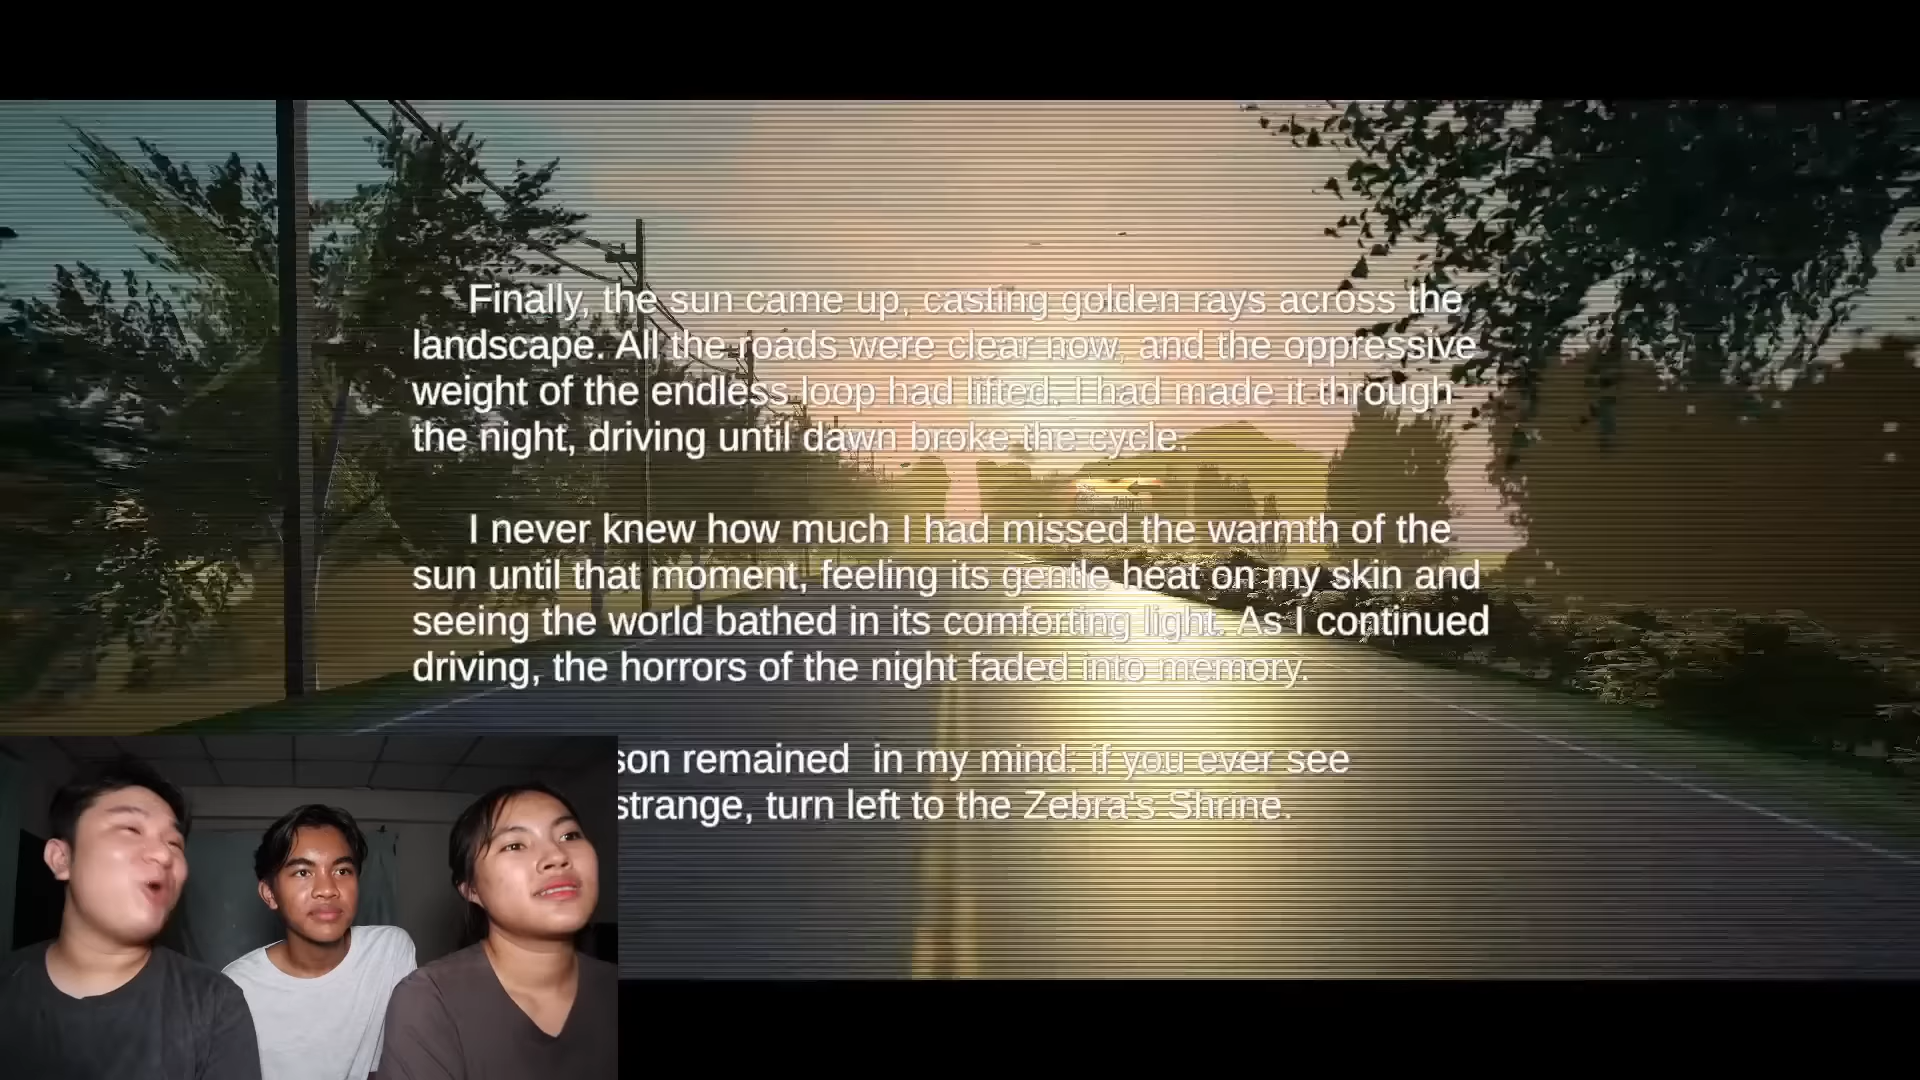 Finally, the sun came up, casting golden rays across the
landscape. All the roads were clear now, and the oppressive
weight of the endless loop had lifted. I had made it through
the night, driving until dawn broke the cycle.
I never knew how much I had missed the warmth of the
sun until that moment, feeling its gentle heat on my skin and
seeing the world bathed in its comforting light. As I continued
driving, the horrors of the night faded into memory.
son remained in my mind: if you ever see
strange, turn left to the Zebra's Shrine.